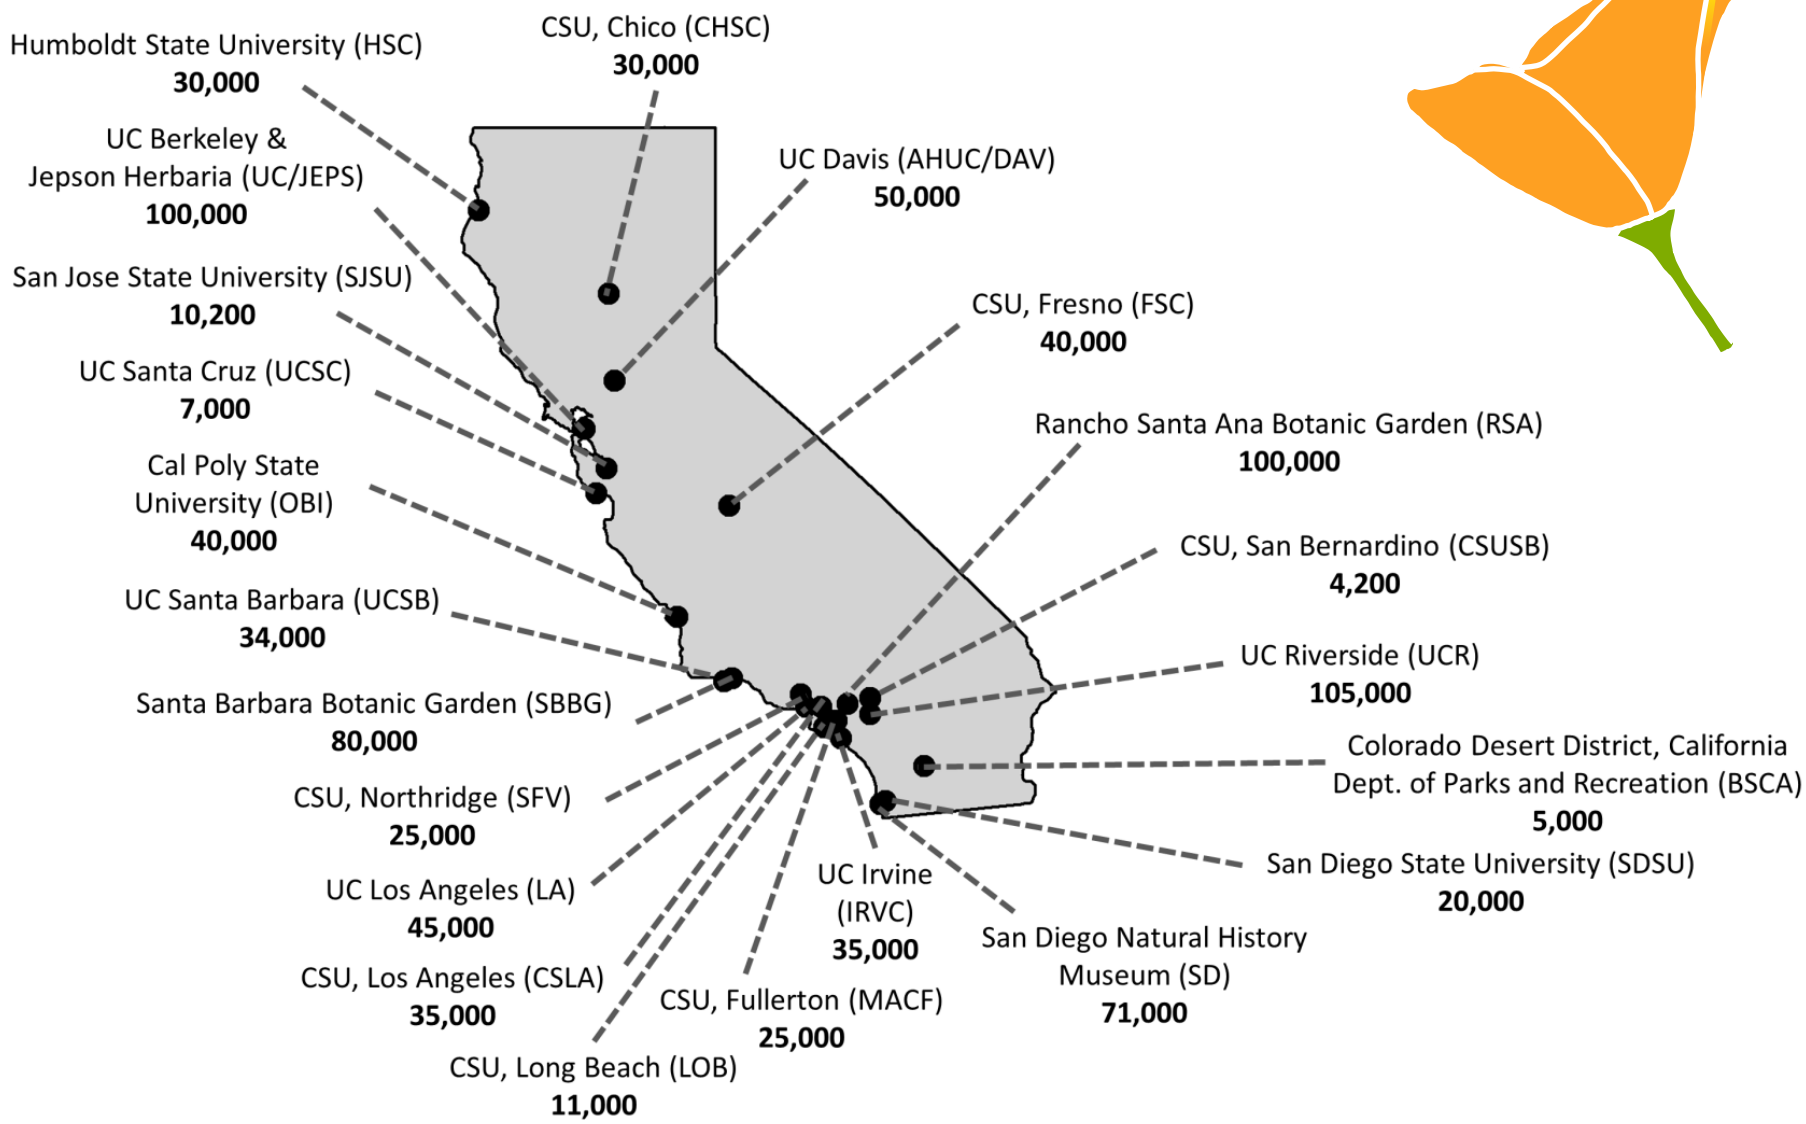 Humboldt State University (HSC)
30,000
CSU, Chico (CHSC)
30,000
UC Berkeley &
Jepson Herbaria (UC/JEPS)
100,000
UC Davis (AHUC/DAV)
50,000
San Jose State University (SJSU)
10,200
CSU, Fresno (FSC)
40,000
UC Santa Cruz (UCSC)
7,000
Rancho Santa Ana Botanic Garden (RSA)
100,000
Cal Poly State
University (OBI)
40,000
CSU, San Bernardino (CSUSB)
4,200
UC Santa Barbara (UCSB)
34,000
UC Riverside (UCR)
105,000
Santa Barbara Botanic Garden (SBBG)
80,000
Colorado Desert District, California
Dept. of Parks and Recreation (BSCA)
5,000
CSU, Northridge (SFV)
25,000
San Diego State University (SDSU)
20,000
UC Los Angeles (LA)
45,000
UC Irvine
(IRVC)
35,000
San Diego Natural History
Museum (SD)
71,000
CSU, Los Angeles (CSLA)
35,000
CSU, Fullerton (MACF)
25,000
CSU, Long Beach (LOB)
11,000